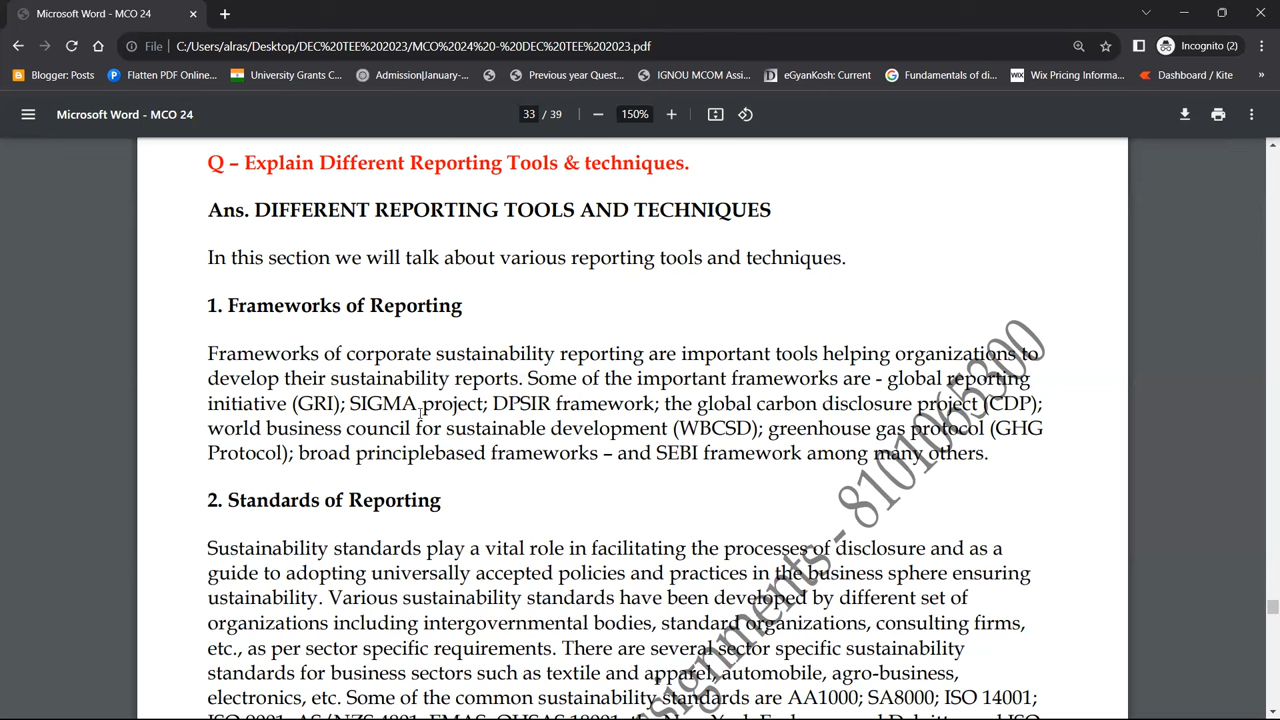 Microsoft Word - MCO 24
File C:/Users/alras/Desktop/DEC%20TEE%202023/MCO%2024%20-%20DEC%20TEE%202023.pdf
Incognito (2)
Blogger: Posts Flatten PDF Online... University Grants C... Admission|January-... Previous year Quest... IGNOU MCOM Assi... eGyanKosh: Current Fundamentals of di... Wix Pricing Informa... Dashboard / Kite »
Microsoft Word - MCO 24 33 / 39 − 150% +
Q – Explain Different Reporting Tools & techniques.
Ans. DIFFERENT REPORTING TOOLS AND TECHNIQUES
In this section we will talk about various reporting tools and techniques.
1. Frameworks of Reporting
Frameworks of corporate sustainability reporting are important tools helping organizations to
develop their sustainability reports. Some of the important frameworks are - global reporting
initiative (GRI); SIGMA project; DPSIR framework; the global carbon disclosure project (CDP);
world business council for sustainable development (WBCSD); greenhouse gas protocol (GHG
Protocol); broad principlebased frameworks – and SEBI framework among many others.
2. Standards of Reporting
Sustainability standards play a vital role in facilitating the processes of disclosure and as a
guide to adopting universally accepted policies and practices in the business sphere ensuring
ustainability. Various sustainability standards have been developed by different set of
organizations including intergovernmental bodies, standard organizations, consulting firms,
etc., as per sector specific requirements. There are several sector specific sustainability
standards for business sectors such as textile and apparel, automobile, agro-business,
electronics, etc. Some of the common sustainability standards are AA1000; SA8000; ISO 14001;
ssignments - 8101065300